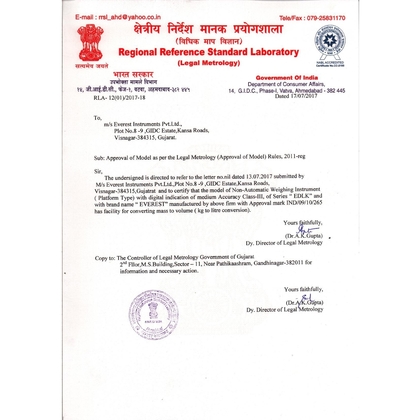 E-mail : rrsl_ahd@yahoo.co.in
Tele/Fax : 079-25831170
क्षेत्रीय निर्देश मानक प्रयोगशाला
(विधिक माप विज्ञान)
Regional Reference Standard Laboratory
(Legal Metrology)
सत्यमेव जयते
भारत सरकार
उपभोक्ता मामले विभाग
१४, जी.आई.डी.सी., फेज-१, वटवा, अहमदाबाद-३८२ ४४५
Government Of India
Department of Consumer Affairs,
14, G.I.D.C., Phase-I, Vatva, Ahmedabad - 382 445
RLA- 12(01)/2017-18
Dated 17/07/2017
To,
M/s Everest Instruments Pvt.Ltd.,
Plot No.8 -9 ,GIDC Estate,Kansa Roads,
Visnagar-384315, Gujarat.
Sub: Approval of Model as per the Legal Metrology (Approval of Model) Rules, 2011-reg
The undersigned is directed to refer to the letter no.nil dated 13.07.2017 submitted by
M/s Everest Instruments Pvt.Ltd.,Plot No.8 -9 ,GIDC Estate,Kansa Roads,
Visnagar-384315,Gujarat and to certify that the model of Non-Automatic Weighing Instrument
( Platform Type) with digital indication of medium Accuracy Class-III, of Series " EDLK" and
with brand name " EVEREST" manufactured by above firm with Approval mark IND/09/10/265
has facility for converting mass to volume ( kg to litre conversion).
Yours faithfully,
(Dr.A.K.Gupta)
Dy. Director of Legal Metrology
Copy to: The Controller of Legal Metrology Government of Gujarat
2nd Fllor,M.S.Building,Sector – 11, Near Pathikaashram, Gandhinagar-382011 for
information and necessary action.
Yours faithfully,
(Dr.A.K.Gupta)
Dy. Director of Legal Metrology